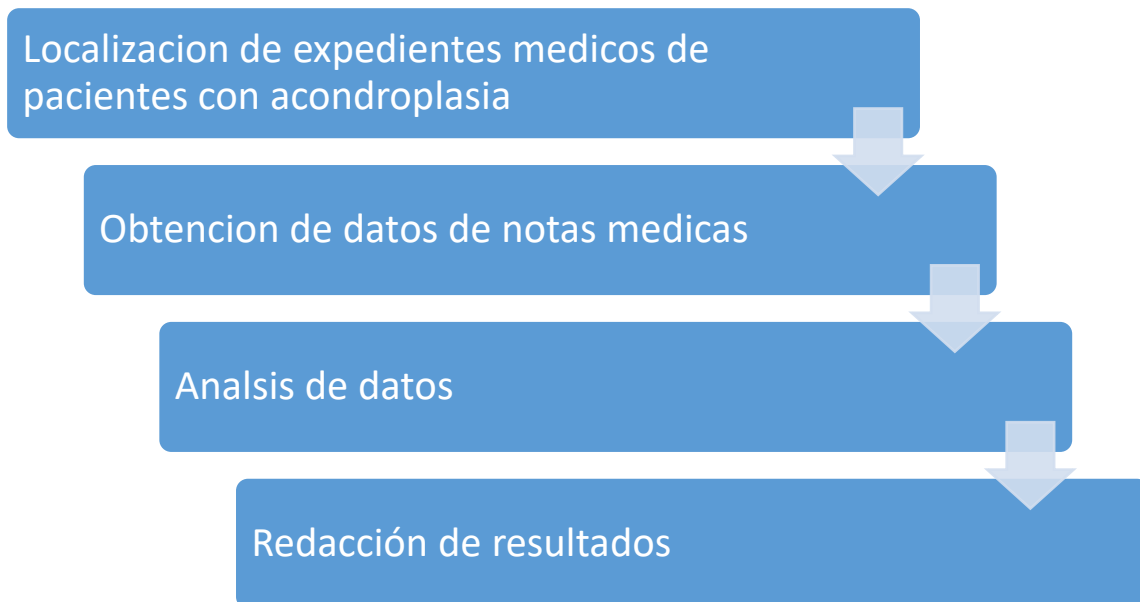 Localizacion de expedientes medicos de
pacientes con acondroplasia
Obtencion de datos de notas medicas
Analsis de datos
Redacción de resultados